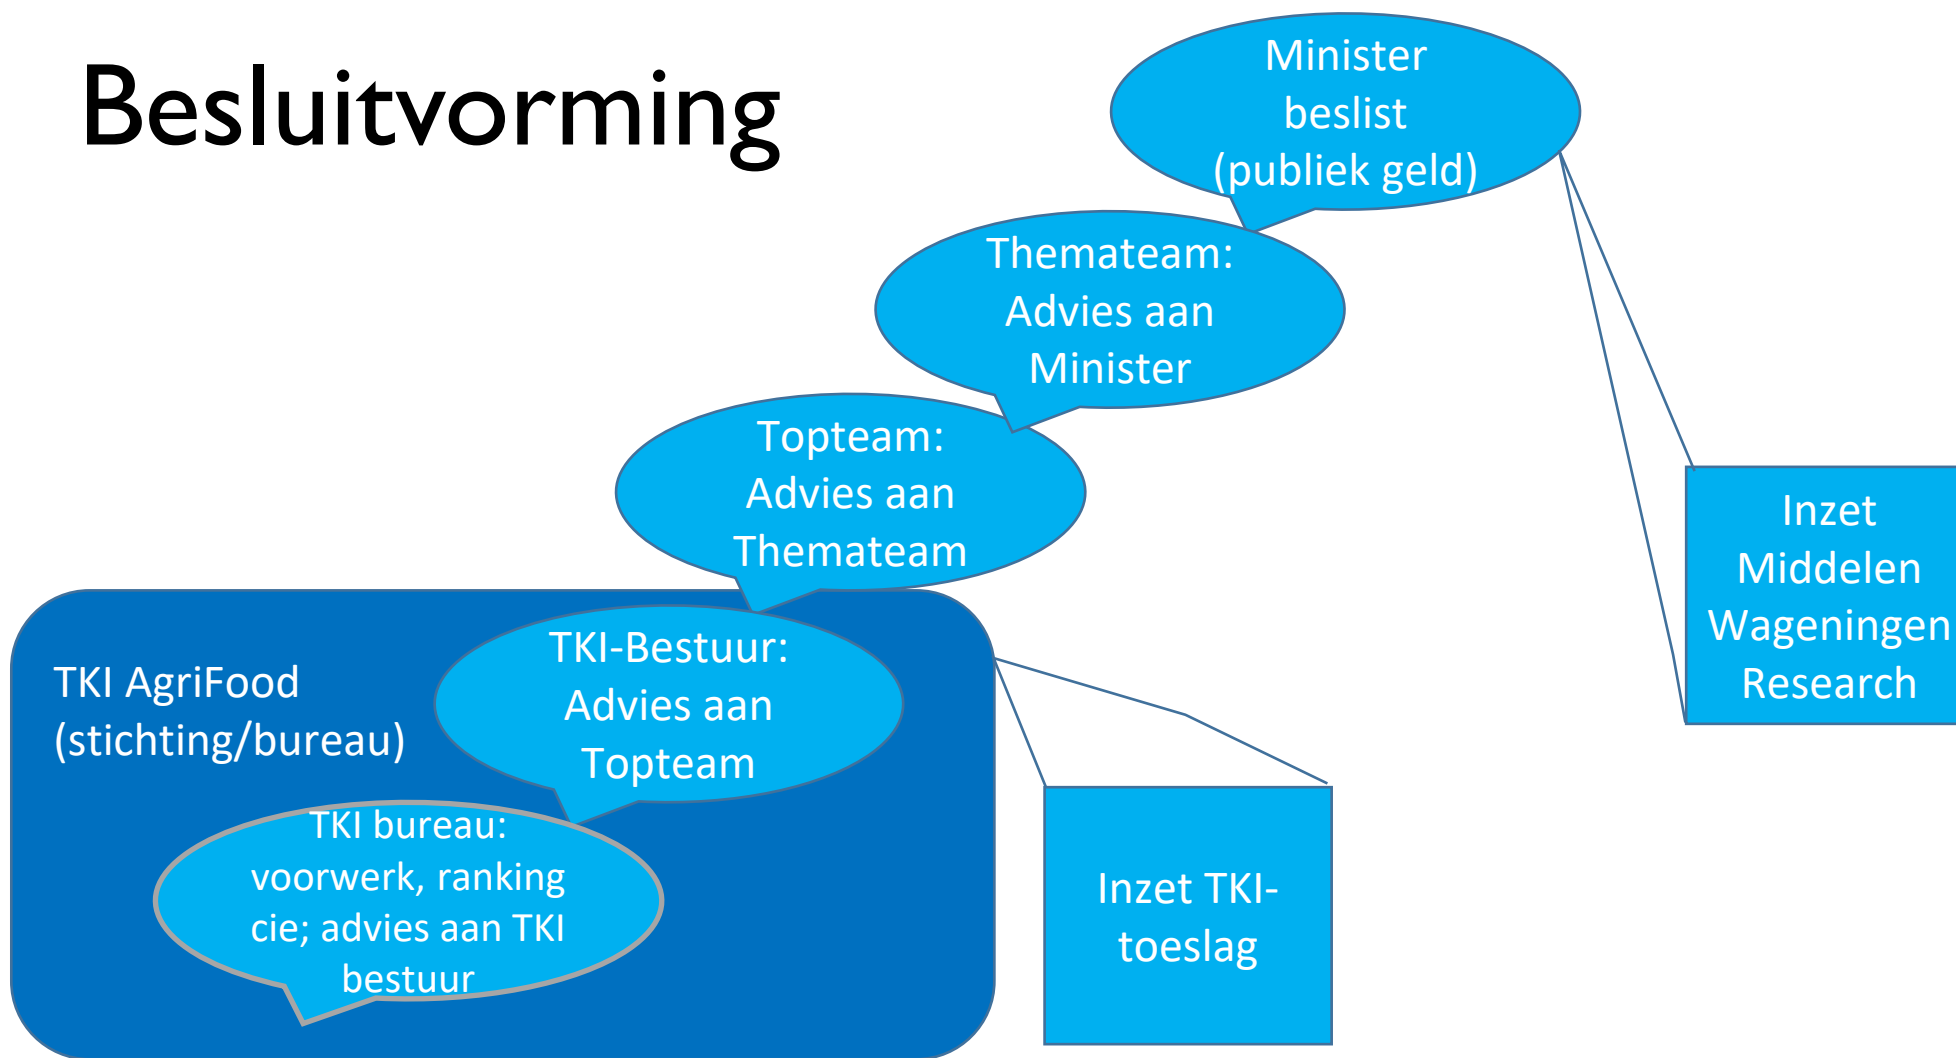 Besluitvorming
Minister
beslist
(publiek geld)
Themateam:
Advies aan
Minister
Topteam:
Advies aan
Themateam
Inzet
Middelen
Wageningen
Research
TKI AgriFood
(stichting/bureau)
TKI-Bestuur:
Advies aan
Topteam
TKI bureau:
voorwerk, ranking
cie; advies aan TKI
bestuur
Inzet TKI-
toeslag